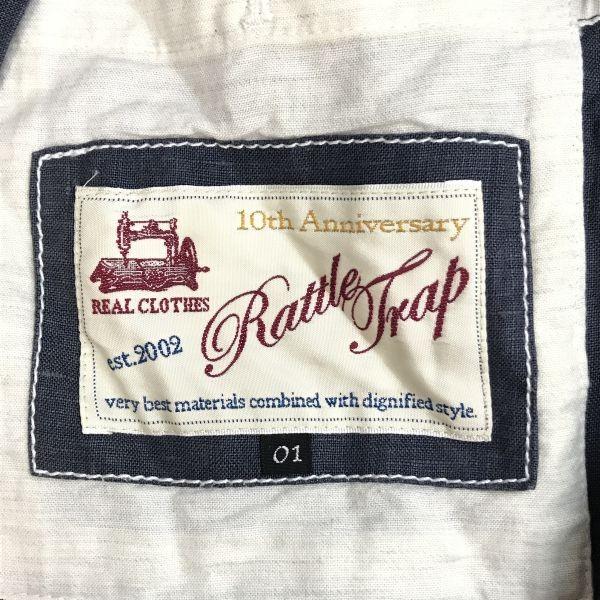 10th Anniversary
REAL CLOTHES
Rattle Trap
est.2002
very best materials combined with dignified style.
01